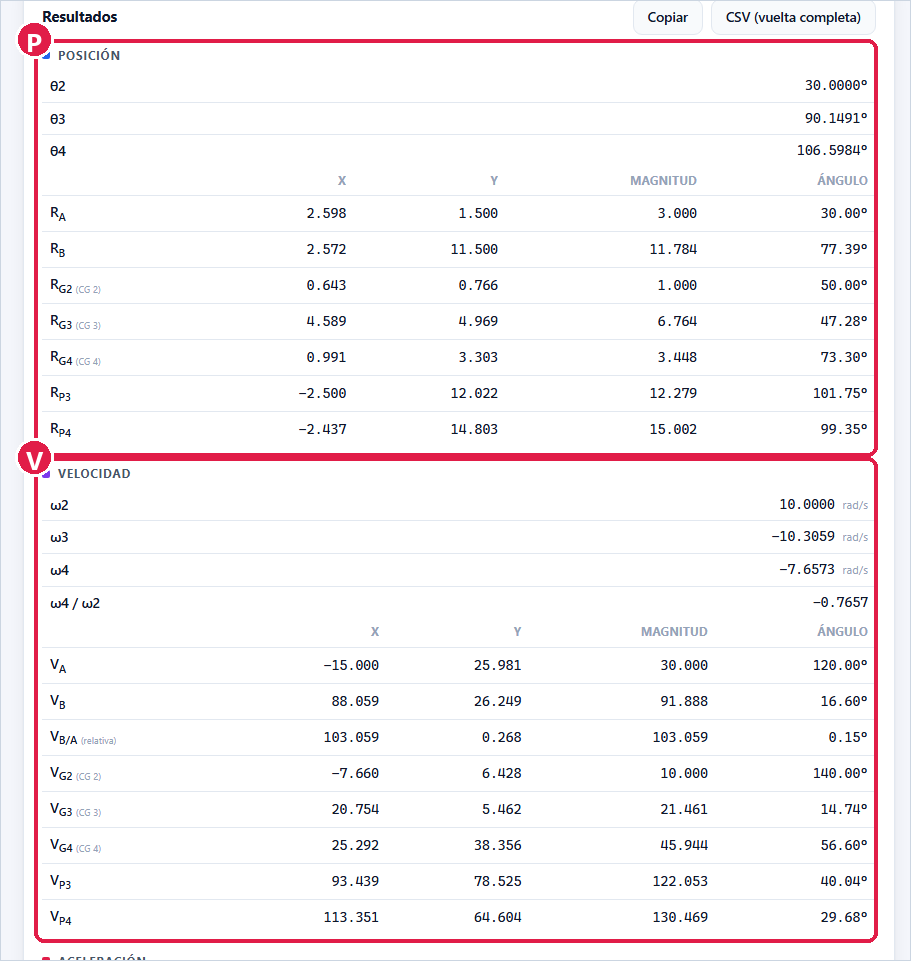 Resultados Copiar CSV (vuelta completa)
P
POSICIÓN
θ2 30.0000°
θ3 90.1491°
θ4 106.5984°
X Y MAGNITUD ÁNGULO
RA 2.598 1.500 3.000 30.00°
RB 2.572 11.500 11.784 77.39°
RG2 (CG 2) 0.643 0.766 1.000 50.00°
RG3 (CG 3) 4.589 4.969 6.764 47.28°
RG4 (CG 4) 0.991 3.303 3.448 73.30°
RP3 −2.500 12.022 12.279 101.75°
RP4 −2.437 14.803 15.002 99.35°
V
VELOCIDAD
ω2 10.0000 rad/s
ω3 −10.3059 rad/s
ω4 −7.6573 rad/s
ω4 / ω2 −0.7657
X Y MAGNITUD ÁNGULO
VA −15.000 25.981 30.000 120.00°
VB 88.059 26.249 91.888 16.60°
VB/A (relativa) 103.059 0.268 103.059 0.15°
VG2 (CG 2) −7.660 6.428 10.000 140.00°
VG3 (CG 3) 20.754 5.462 21.461 14.74°
VG4 (CG 4) 25.292 38.356 45.944 56.60°
VP3 93.439 78.525 122.053 40.04°
VP4 113.351 64.604 130.469 29.68°
ACELERACIÓN